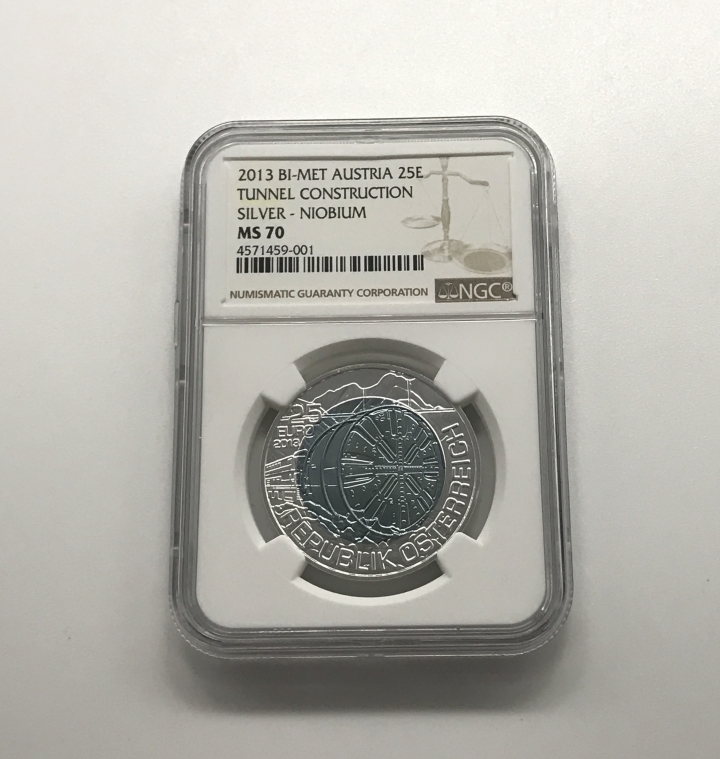 2013 BI-MET AUSTRIA 25E
TUNNEL CONSTRUCTION
SILVER - NIOBIUM
MS 70
4571459-001
NUMISMATIC GUARANTY CORPORATION NGC®
25
EURO
2013
REPUBLIK ÖSTERREICH